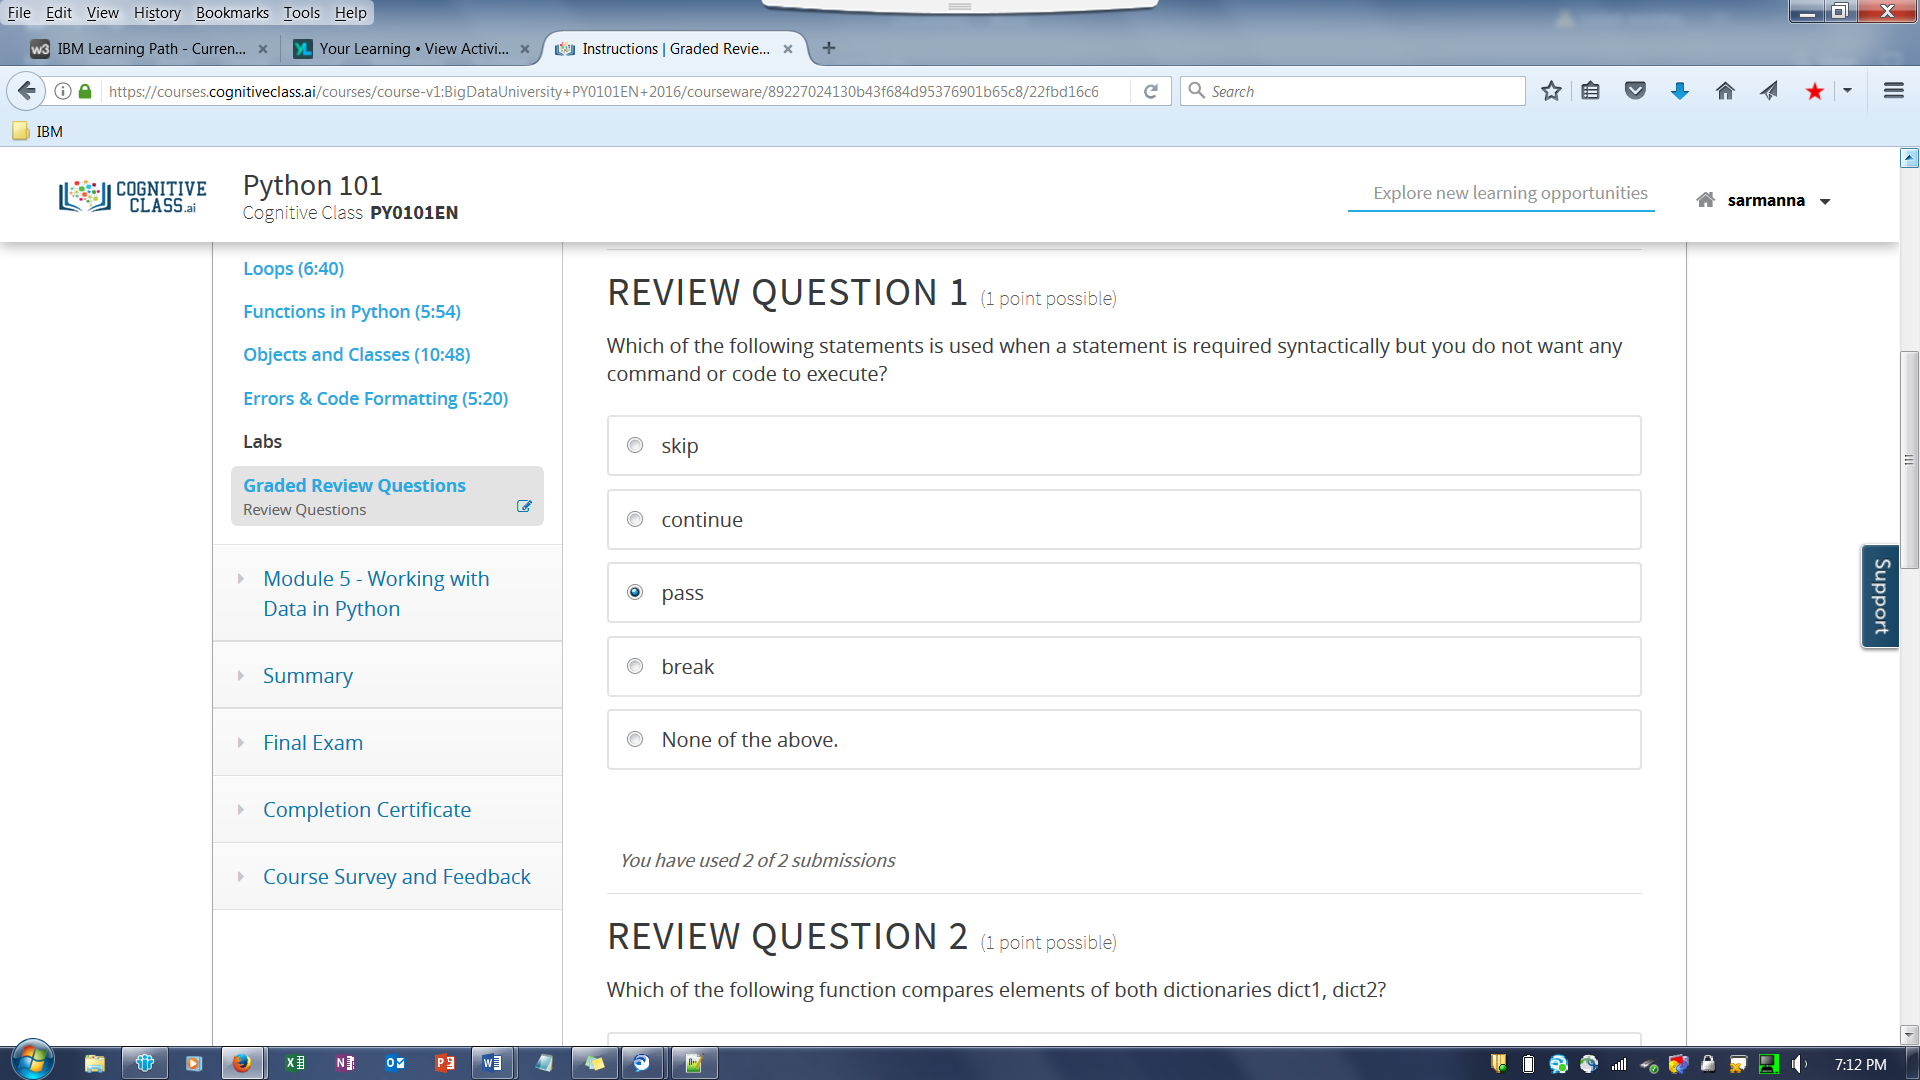 File Edit View History Bookmarks Tools Help
IBM Learning Path - Curren...
Your Learning • View Activi...
Instructions | Graded Revie...
https://courses.cognitiveclass.ai/courses/course-v1:BigDataUniversity+PY0101EN+2016/courseware/89227024130b43f684d95376901b65c8/22fbd16c6
Search
IBM
COGNITIVE
CLASS.ai
Python 101
Cognitive Class PY0101EN
Explore new learning opportunities
sarmanna
Loops (6:40)
Functions in Python (5:54)
Objects and Classes (10:48)
Errors & Code Formatting (5:20)
Labs
Graded Review Questions
Review Questions
Module 5 - Working with
Data in Python
Summary
Final Exam
Completion Certificate
Course Survey and Feedback
REVIEW QUESTION 1 (1 point possible)
Which of the following statements is used when a statement is required syntactically but you do not want any
command or code to execute?
skip
continue
pass
break
None of the above.
You have used 2 of 2 submissions
REVIEW QUESTION 2 (1 point possible)
Which of the following function compares elements of both dictionaries dict1, dict2?
Support
7:12 PM